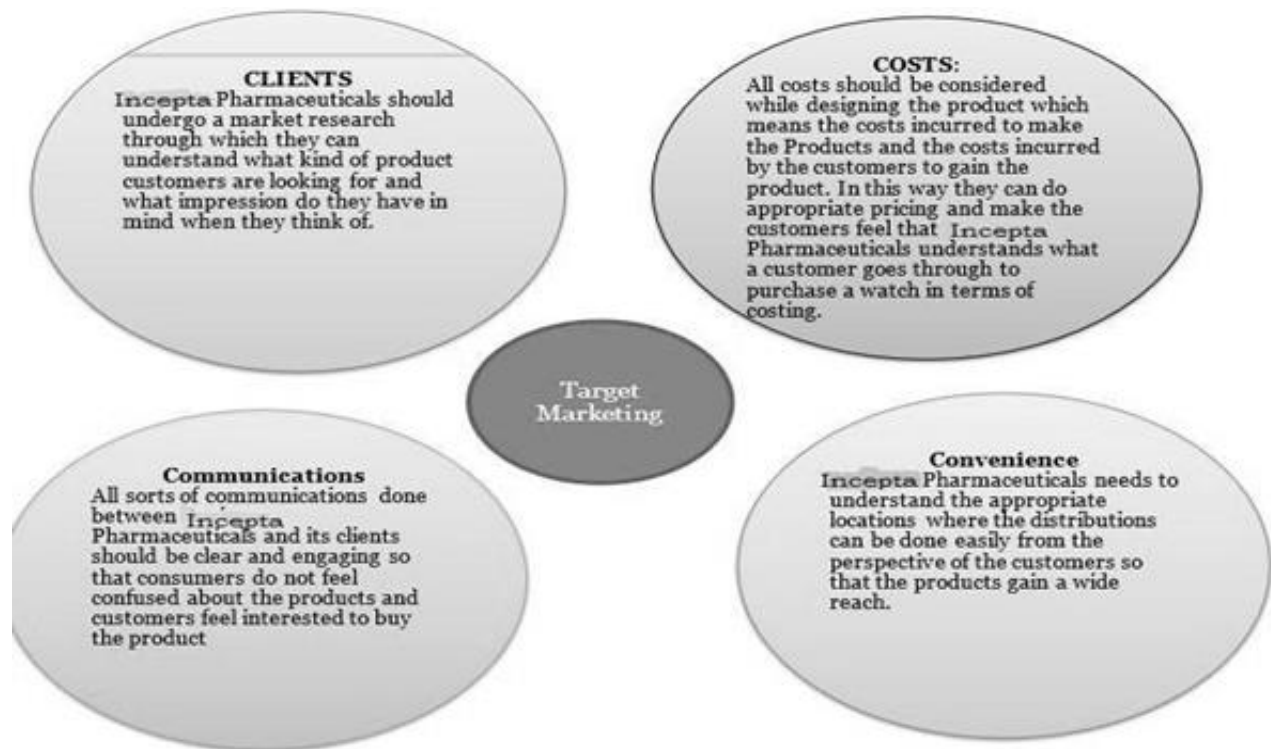 CLIENTS
Incepta Pharmaceuticals should
undergo a market research
through which they can
understand what kind of product
customers are looking for and
what impression do they have in
mind when they think of.
COSTS:
All costs should be considered
while designing the product which
means the costs incurred to make
the Products and the costs incurred
by the customers to gain the
product. In this way they can do
appropriate pricing and make the
customers feel that Incepta
Pharmaceuticals understands what
a customer goes through to
purchase a watch in terms of
costing.
Target
Marketing
Communications
All sorts of communications done
between Incepta
Pharmaceuticals and its clients
should be clear and engaging so
that consumers do not feel
confused about the products and
customers feel interested to buy
the product
Convenience
Incepta Pharmaceuticals needs to
understand the appropriate
locations where the distributions
can be done easily from the
perspective of the customers so
that the products gain a wide
reach.